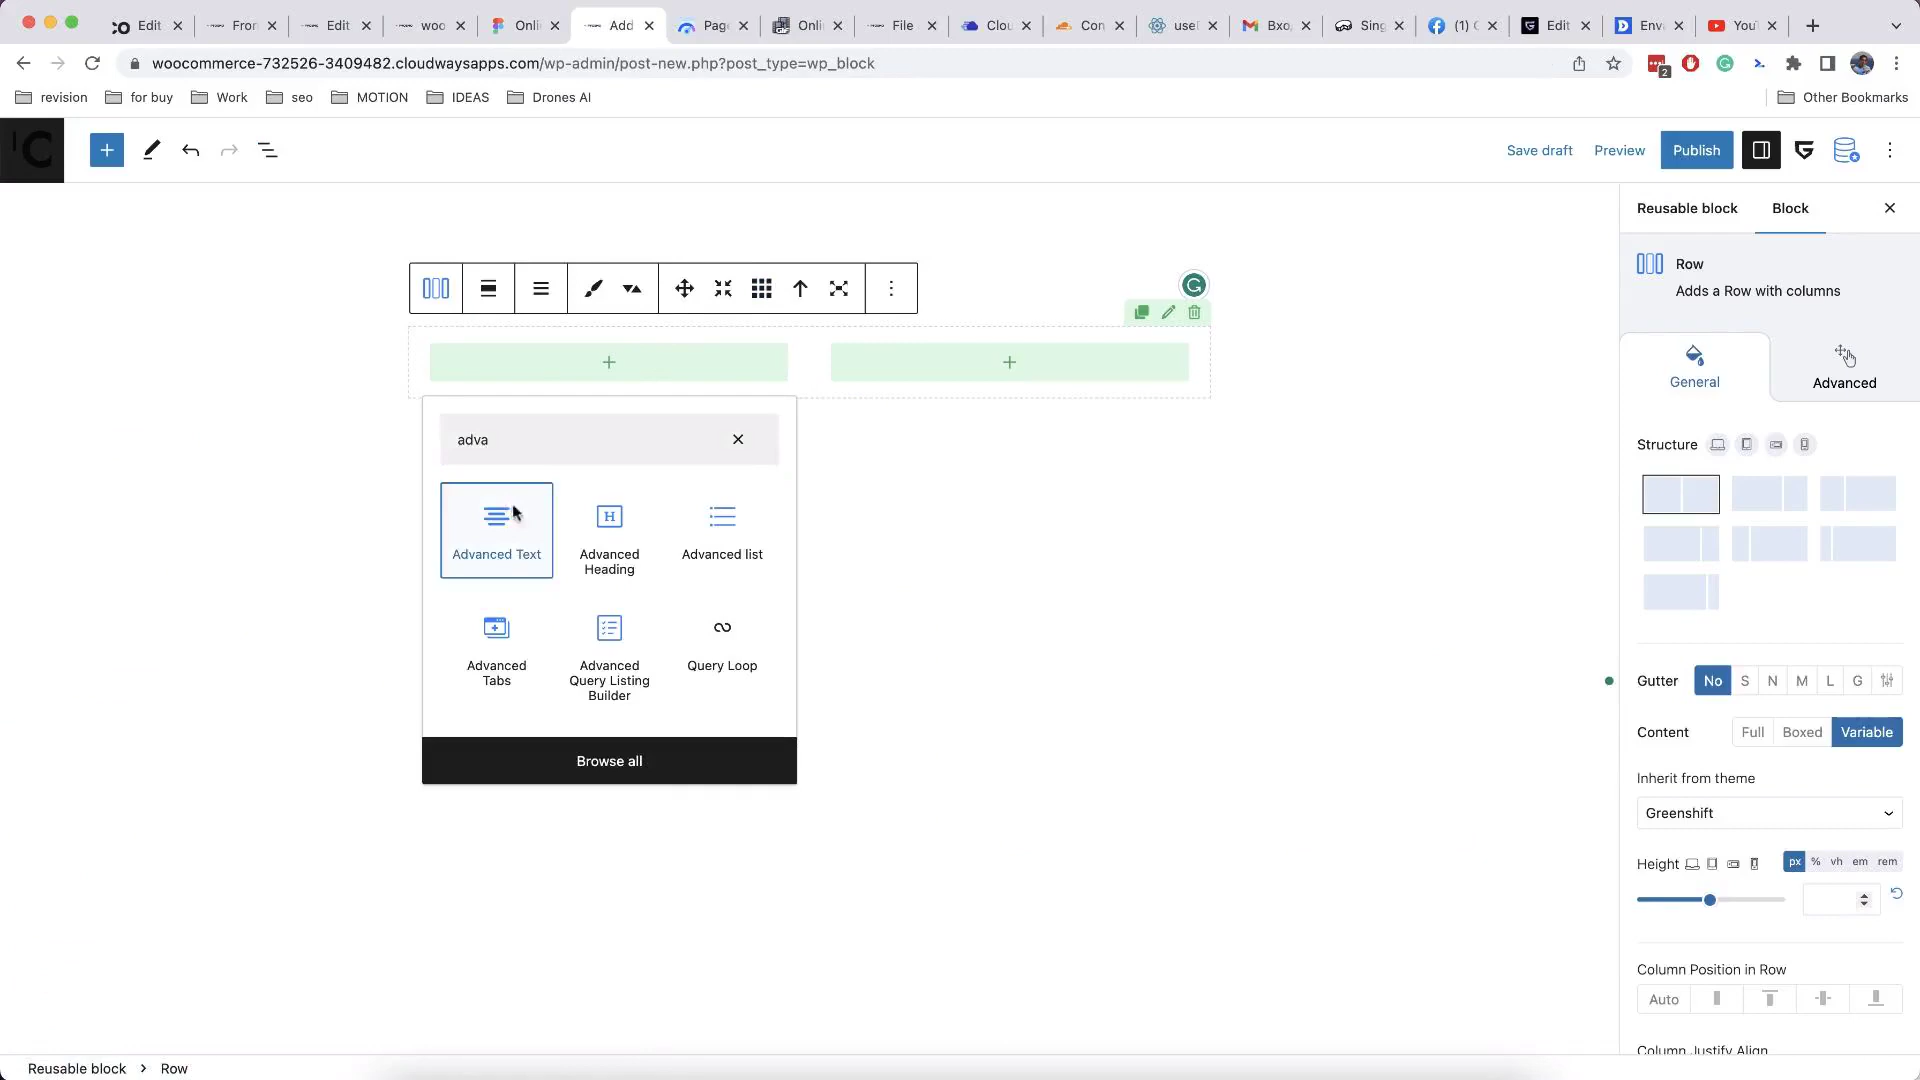 Edit
Fron
Edit
woo
Onli
Add
Page
Onli
File
Clou
Con
useI
Bxo
Sing
(1) C
Edit
Env
YouT
woocommerce-732526-3409482.cloudwaysapps.com/wp-admin/post-new.php?post_type=wp_block
2
revision
for buy
Work
seo
MOTION
IDEAS
Drones AI
Other Bookmarks
Save draft
Preview
Publish
Reusable block
Block
Row
Adds a Row with columns
General
Advanced
Structure
adva
Advanced Text
Advanced
Heading
Advanced list
Advanced
Tabs
Advanced
Query Listing
Builder
Query Loop
Browse all
Gutter
No
S
N
M
L
G
Content
Full
Boxed
Variable
Inherit from theme
Greenshift
Height
px
%
vh
em
rem
Column Position in Row
Auto
Column Justify Align
Reusable block
Row